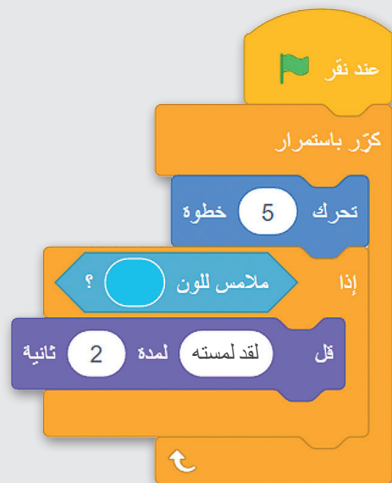 عند نقر
كرّر باستمرار
تحرك 5 خطوة
إذا ملامس للون ؟
قل لقد لمسته لمدة 2 ثانية